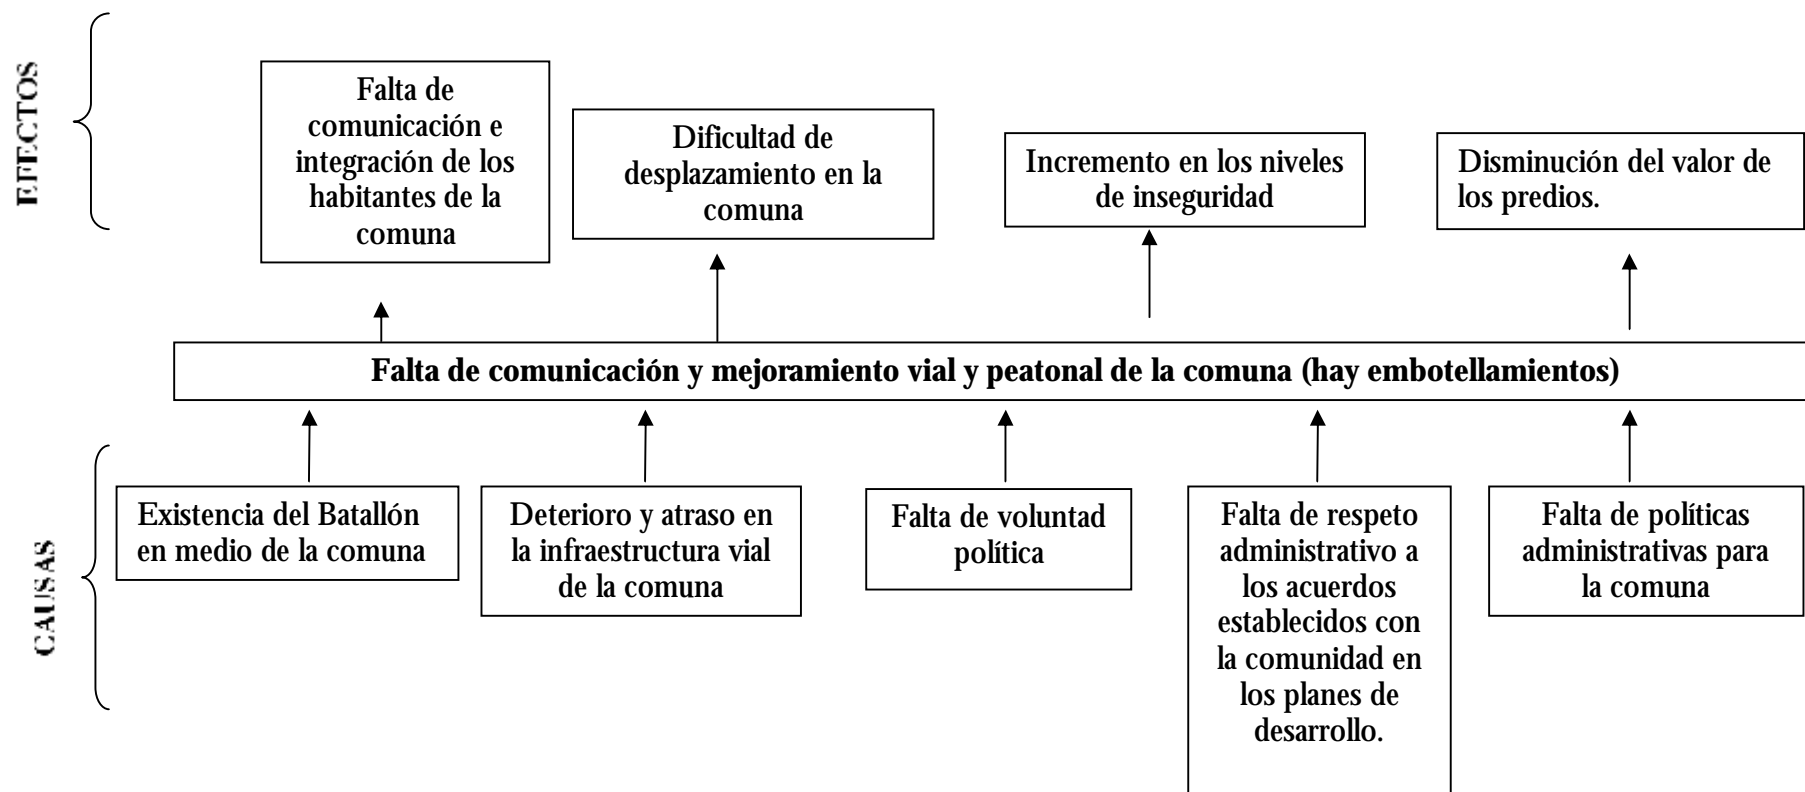 EFECTOS
Falta de
comunicación e
integración de los
habitantes de la
comuna
Dificultad de
desplazamiento en la
comuna
Incremento en los niveles
de inseguridad
Disminución del valor de
los predios.
Falta de comunicación y mejoramiento vial y peatonal de la comuna (hay embotellamientos)
CAUSAS
Existencia del Batallón
en medio de la comuna
Deterioro y atraso en
la infraestructura vial
de la comuna
Falta de voluntad
política
Falta de respeto
administrativo a
los acuerdos
establecidos con
la comunidad en
los planes de
desarrollo.
Falta de políticas
administrativas para
la comuna